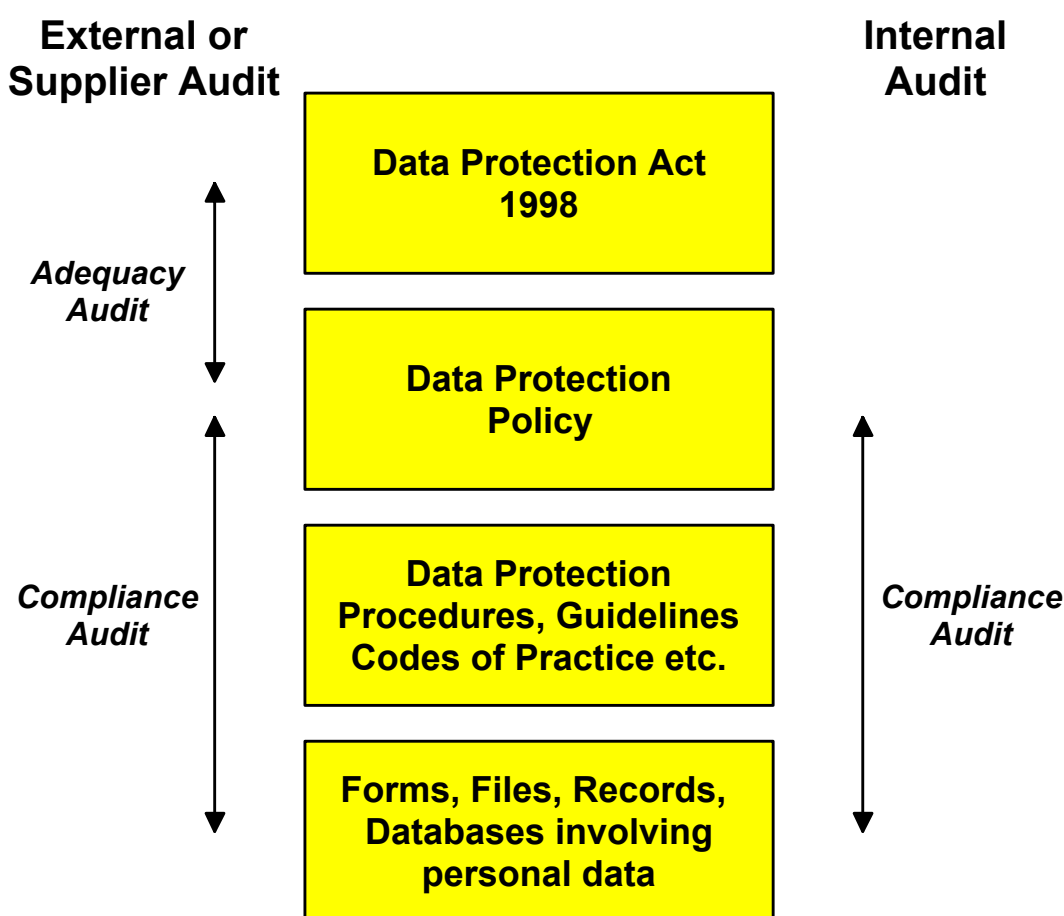 External or
Supplier Audit
Internal
Audit
Data Protection Act
1998
Adequacy
Audit
Data Protection
Policy
Compliance
Audit
Data Protection
Procedures, Guidelines
Codes of Practice etc.
Compliance
Audit
Forms, Files, Records,
Databases involving
personal data